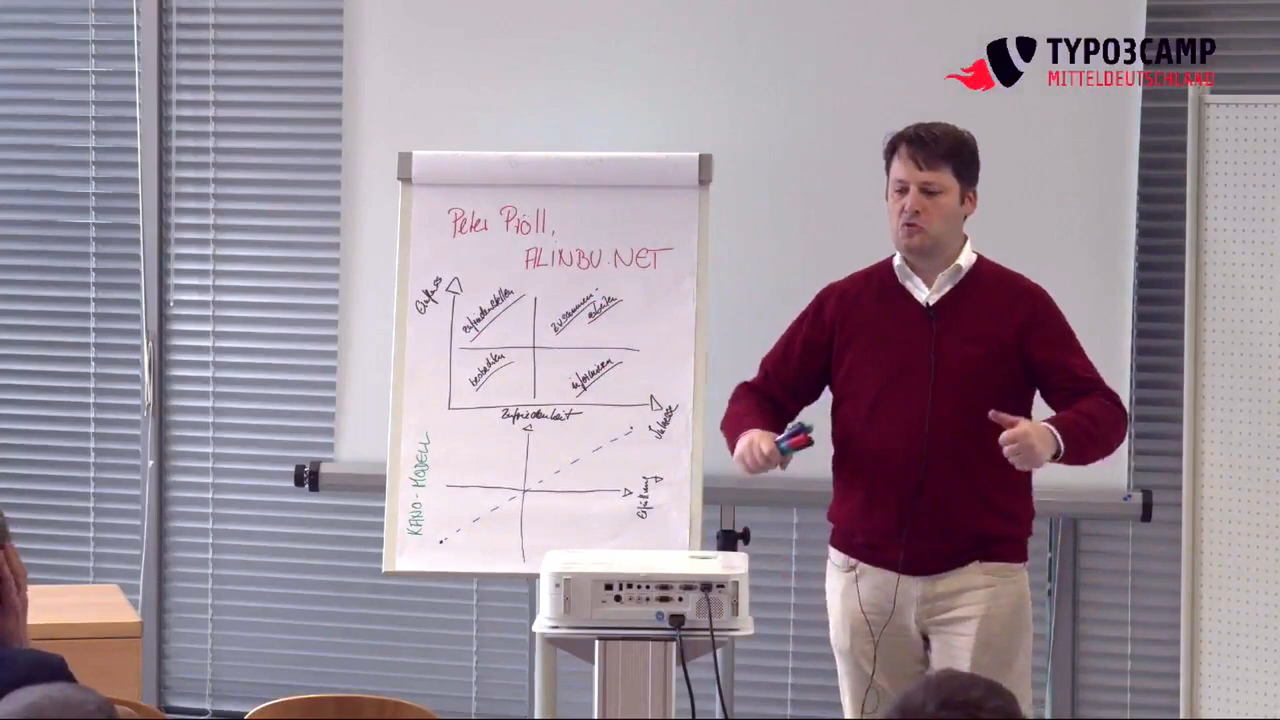 TYPO3CAMP
MITTELDEUTSCHLAND
Peter Pröll,
ALINBU.NET
Einfluss
zufriedenstellen
zusammen-
arbeiten
beobachten
informieren
Interesse
Zufriedenheit
KANO-MODELL
Erfüllung